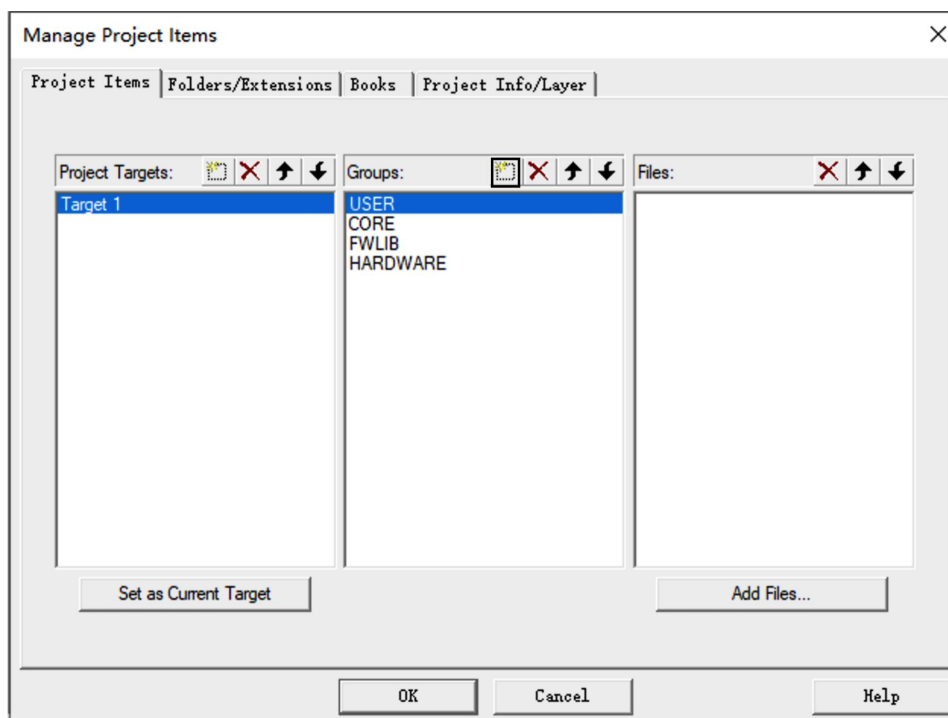 Manage Project Items
Project Items Folders/Extensions Books Project Info/Layer
Project Targets: Groups: Files:
Target 1 USER
CORE
FWLIB
HARDWARE
Set as Current Target Add Files...
OK Cancel Help